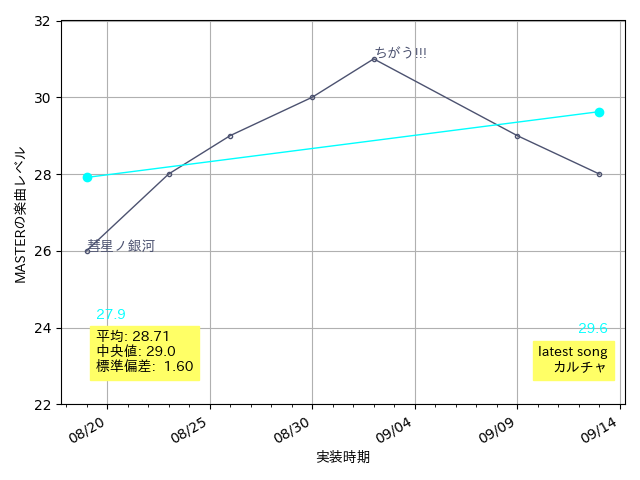 32
30
28
26
24
22
MASTERの楽曲レベル
ちがう!!!
彗星ノ銀河
27.9
平均: 28.71
中央値: 29.0
標準偏差: 1.60
29.6
latest song
カルチャ
08/20
08/25
08/30
09/04
09/09
09/14
実装時期